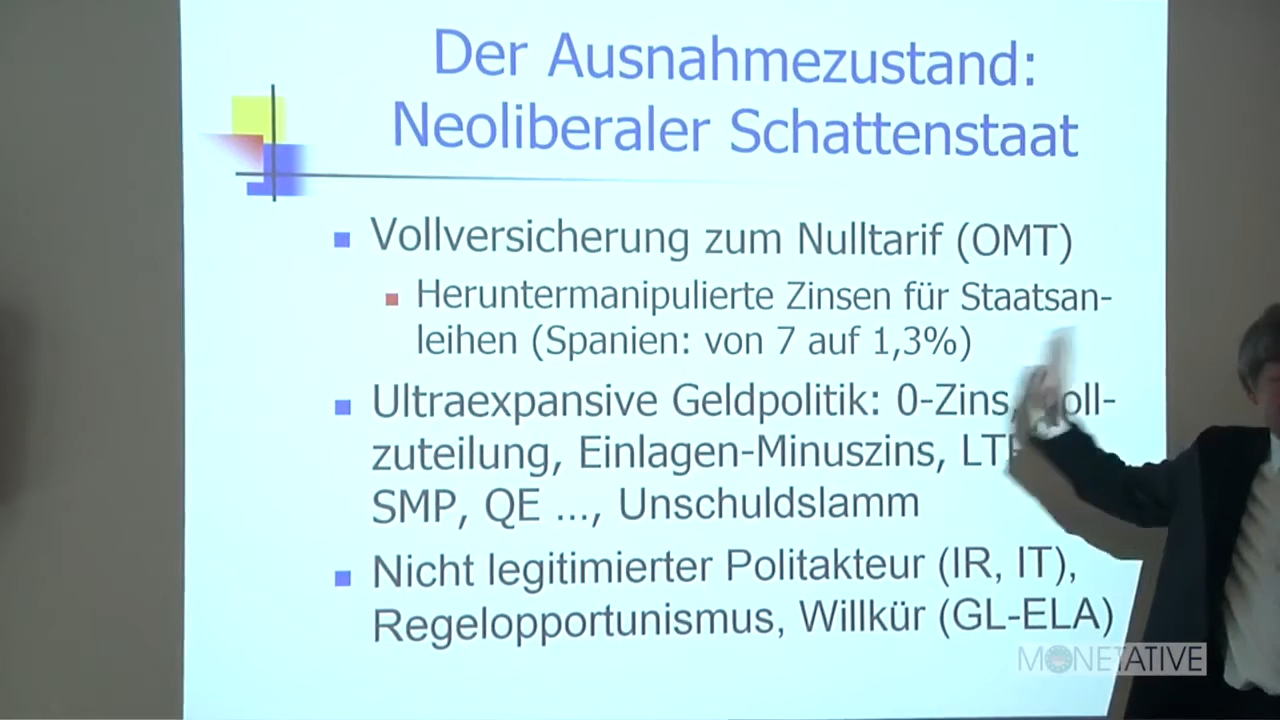 Der Ausnahmezustand:
Neoliberaler Schattenstaat
Vollversicherung zum Nulltarif (OMT)
Heruntermanipulierte Zinsen für Staatsan-
leihen (Spanien: von 7 auf 1,3%)
Ultraexpansive Geldpolitik: 0-Zins,
zuteilung, Einlagen-Minuszins,
SMP, QE ..., Unschuldslamm
Nicht legitimierter Politakteur (IR, IT),
Regelopportunismus, Willkür (GL-ELA)
MONETATIVE